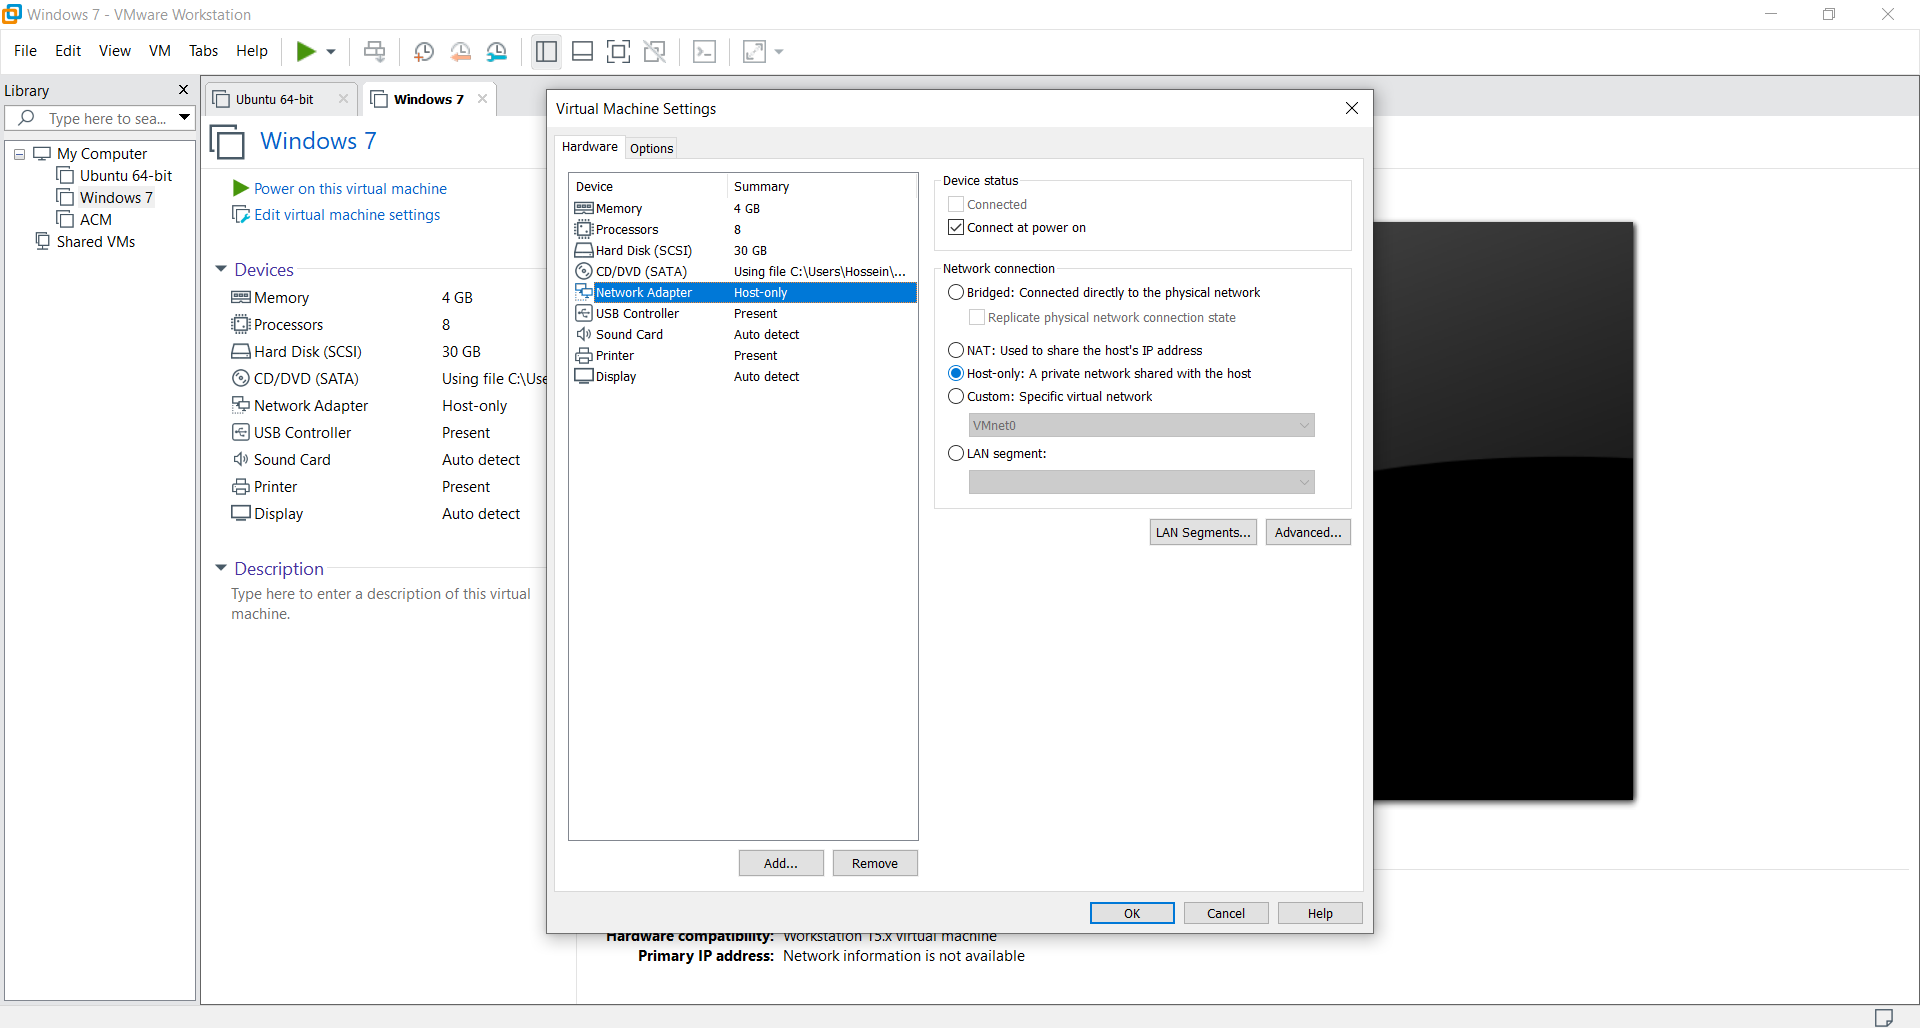 Windows 7 - VMware Workstation
File Edit View VM Tabs Help
Library
Type here to sea...
My Computer
Ubuntu 64-bit
Windows 7
ACM
Shared VMs
Ubuntu 64-bit
Windows 7
Windows 7
Power on this virtual machine
Edit virtual machine settings
Devices
Memory 4 GB
Processors 8
Hard Disk (SCSI) 30 GB
CD/DVD (SATA) Using file C:\Use
Network Adapter Host-only
USB Controller Present
Sound Card Auto detect
Printer Present
Display Auto detect
Description
Type here to enter a description of this virtual
machine.
Virtual Machine Settings
Hardware Options
Device Summary
Memory 4 GB
Processors 8
Hard Disk (SCSI) 30 GB
CD/DVD (SATA) Using file C:\Users\Hossein\...
Network Adapter Host-only
USB Controller Present
Sound Card Auto detect
Printer Present
Display Auto detect
Add... Remove
Device status
Connected
Connect at power on
Network connection
Bridged: Connected directly to the physical network
Replicate physical network connection state
NAT: Used to share the host's IP address
Host-only: A private network shared with the host
Custom: Specific virtual network
VMnet0
LAN segment:
LAN Segments... Advanced...
OK Cancel Help
Hardware compatibility: Workstation 15.x virtual machine
Primary IP address: Network information is not available